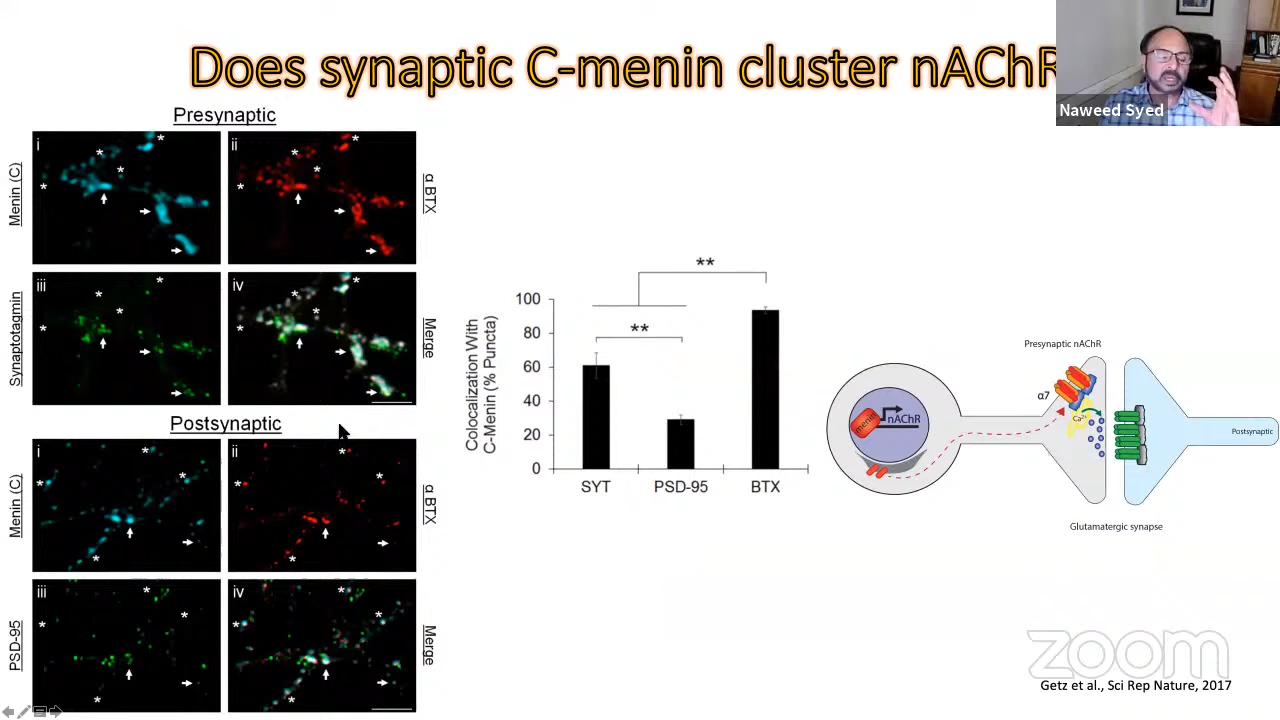 Does synaptic C-menin cluster nAChR
Naweed Syed
Presynaptic
i
ii
Menin (C)
α BTX
iii
iv
Synaptotagmin
Merge
Postsynaptic
i
ii
Menin (C)
α BTX
iii
iv
PSD-95
Merge
* * * *
Colocalization With
C-Menin (% Puncta)
100
80
60
40
20
0
**
**
SYT PSD-95 BTX
Presynaptic nAChR
α7
Ca²⁺
menin
nAChR
Postsynaptic
Glutamatergic synapse
zoom
Getz et al., Sci Rep Nature, 2017